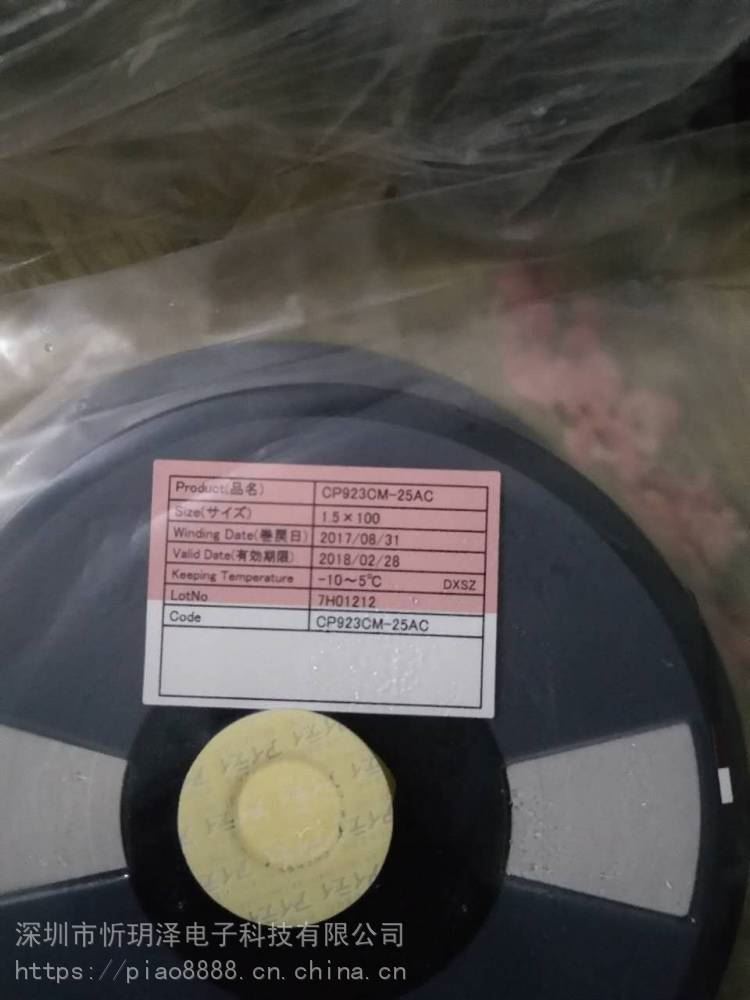 Product(品名) CP923CM-25AC
Size(サイズ) 1.5×100
Winding Date(巻戻日) 2017/08/31
Valid Date(有効期限) 2018/02/28
Keeping Temperature -10～5℃ DXSZ
LotNo 7H01212
Code CP923CM-25AC
深圳市忻玥泽电子科技有限公司
https://piao8888.cn.china.cn